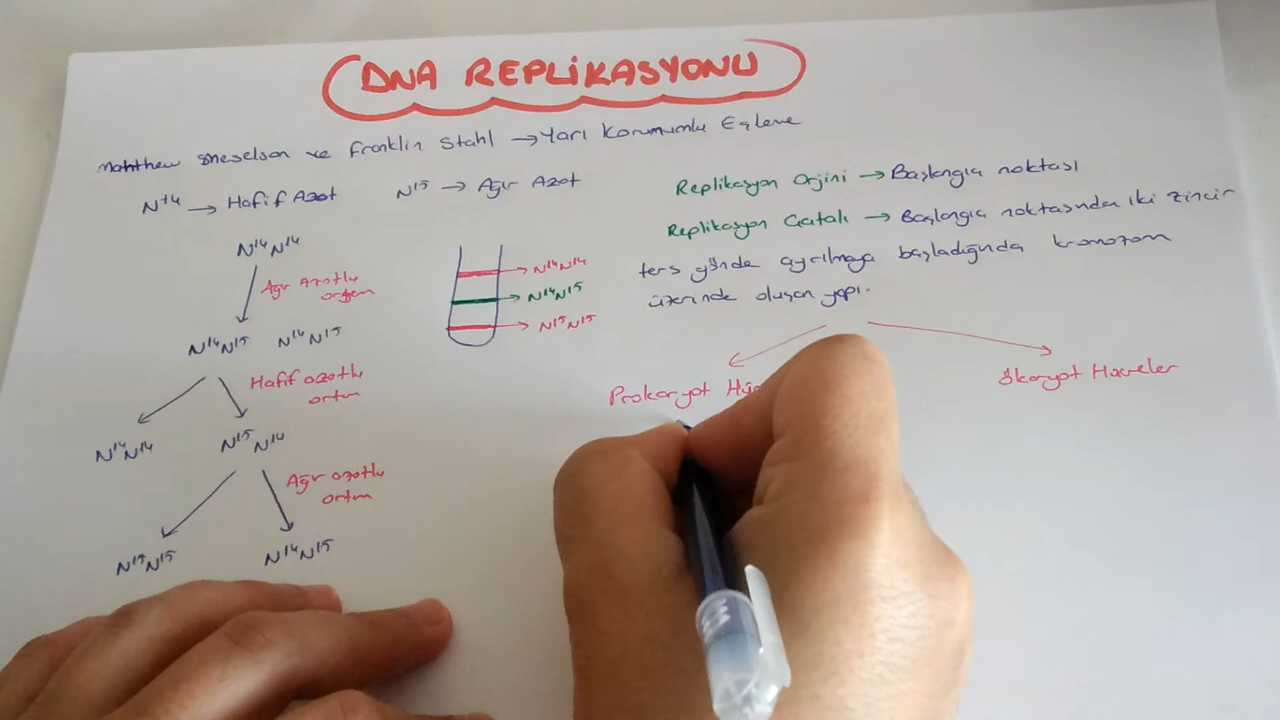 DNA REPLİKASYONU
Matthew Meselson ve Franklin Stahl → Yarı Korunumlu Eşleme
N14 → Hafif Azot N15 → Ağır Azot
N14N14
Ağır azotlu
ortam
N14N15 N14N15
Hafif azotlu
ortam
N14N14 N15N14
Ağır azotlu
ortam
N15N15 N14N15
→ N14N14
→ N14N15
→ N15N15
Replikasyon Orjini → Başlangıç noktası
Replikasyon Çatalı → Başlangıç noktasından iki zincir
ters yönde ayrılmaya başladığında kromozom
üzerinde oluşan yapı.
Prokaryot
Ökaryot Hücreler